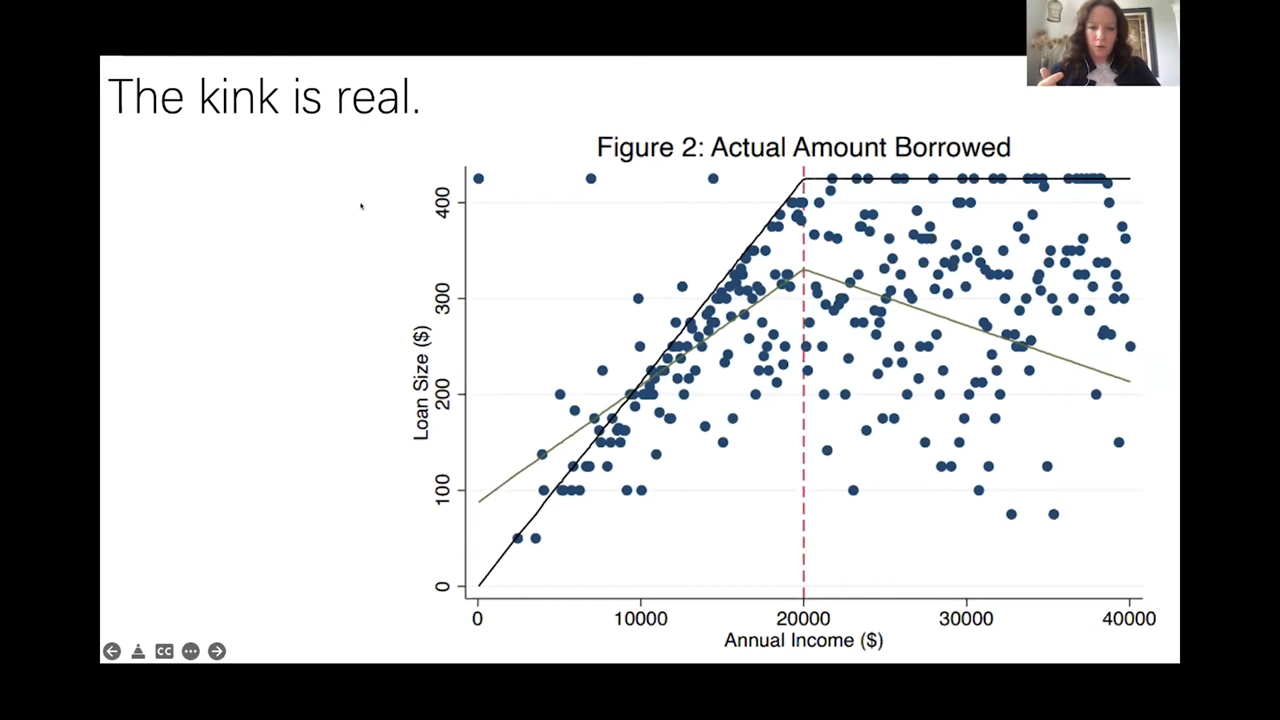 The kink is real.
Figure 2: Actual Amount Borrowed
Loan Size ($)
400
300
200
100
0
0 10000 20000 30000 40000
Annual Income ($)
CC